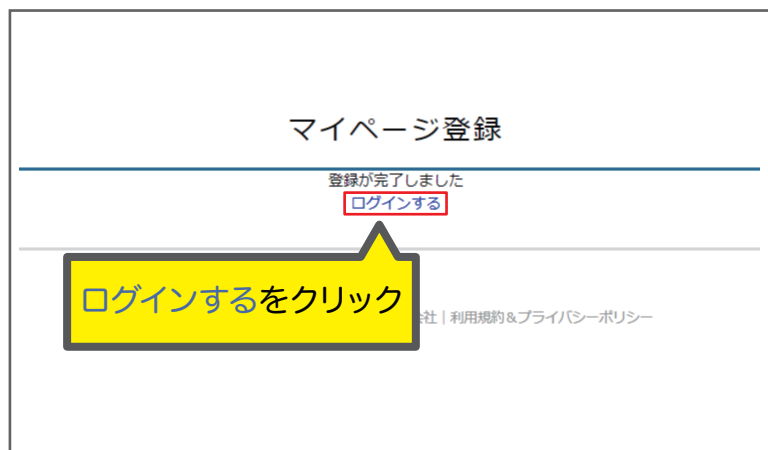 マイページ登録
登録が完了しました
ログインする
ログインするをクリック
社 | 利用規約&プライバシーポリシー